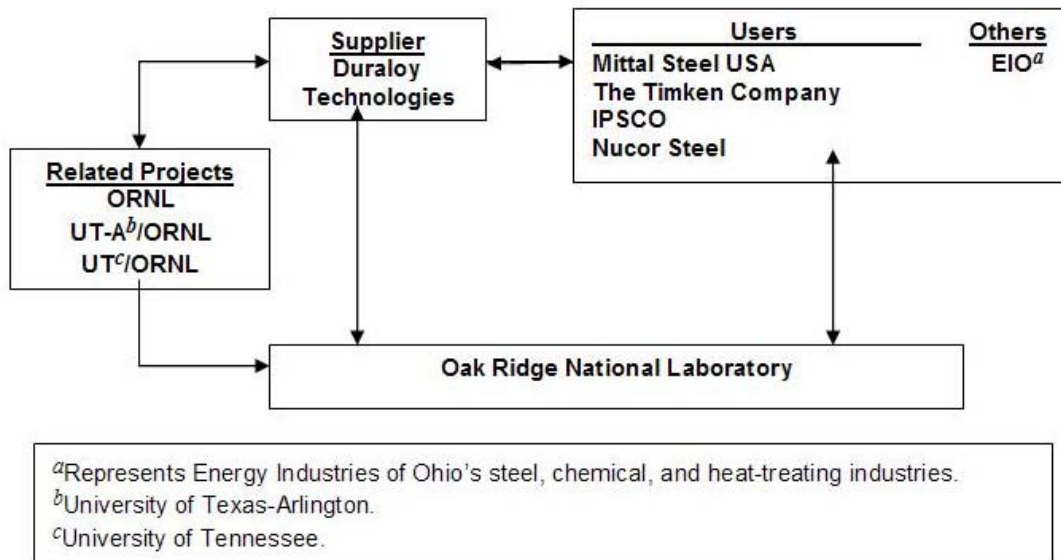 Supplier
Duraloy
Technologies
Users
Others
Mittal Steel USA
EIOᵃ
The Timken Company
IPSCO
Nucor Steel
Related Projects
ORNL
UT-Aᵇ/ORNL
UTᶜ/ORNL
Oak Ridge National Laboratory
ᵃRepresents Energy Industries of Ohio's steel, chemical, and heat-treating industries.
ᵇUniversity of Texas-Arlington.
ᶜUniversity of Tennessee.